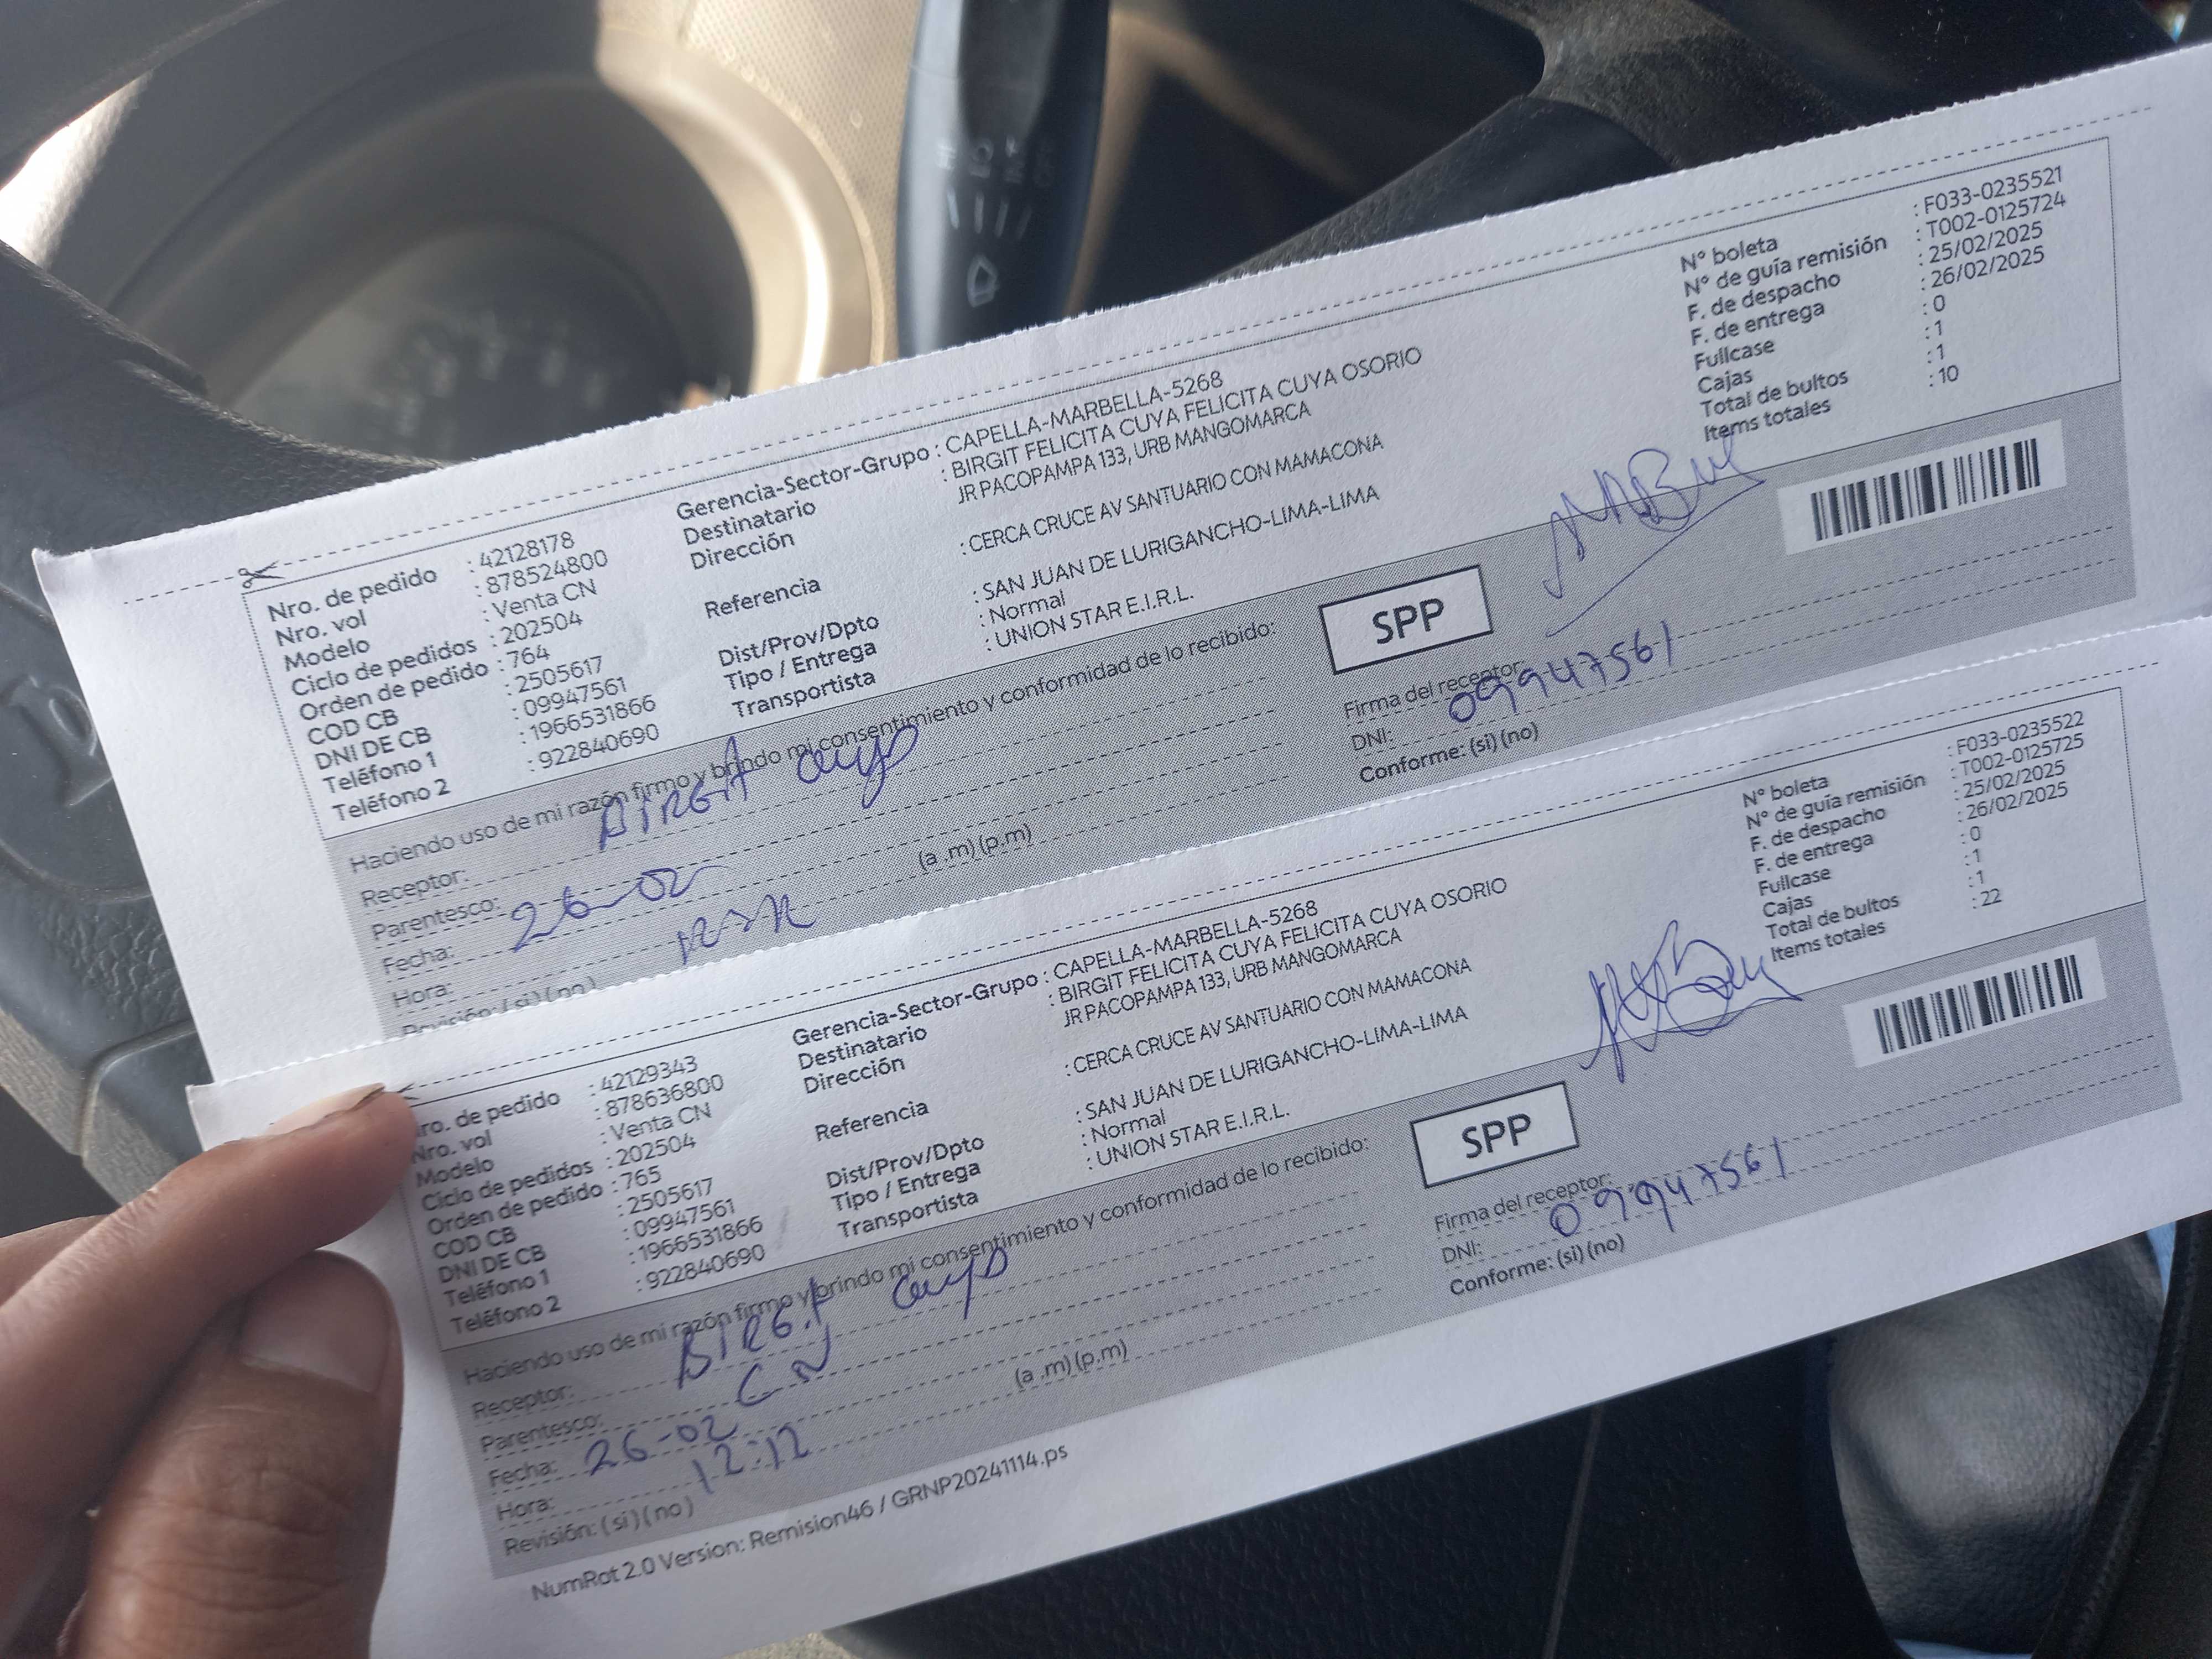 Nro. de pedido : 42128178
Nro. vol : 878524800
Modelo : Venta CN
Ciclo de pedidos : 202504
Orden de pedido : 764
COD CB : 2505617
DNI DE CB : 09947561
Teléfono 1 : 1966531866
Teléfono 2 : 922840690
Gerencia-Sector-Grupo : CAPELLA-MARBELLA-5268
Destinatario : BIRGIT FELICITA CUYA FELICITA CUYA OSORIO
Dirección JR PACOPAMPA 133, URB MANGOMARCA
Referencia : CERCA CRUCE AV SANTUARIO CON MAMACONA
Dist/Prov/Dpto : SAN JUAN DE LURIGANCHO-LIMA-LIMA
Tipo / Entrega : Normal
Transportista : UNION STAR E.I.R.L.
N° boleta : F033-0235521
N° de guía remisión : T002-0125724
F. de despacho : 25/02/2025
F. de entrega : 26/02/2025
Fullcase : 0
Cajas : 1
Total de bultos : 1
Items totales : 10
Haciendo uso de mi razón firmo y brindo mi consentimiento y conformidad de lo recibido:
SPP
Receptor: BIRGIT Cuya
Parentesco:
Fecha: 26-02
Hora: (a .m) (p.m)
Revisión: ( si ) ( no )
Firma del receptor:
DNI: 09947561
Conforme: (si) (no)
Nro. de pedido : 42129343
Nro. vol : 878636800
Modelo : Venta CN
Ciclo de pedidos : 202504
Orden de pedido : 765
COD CB : 2505617
DNI DE CB : 09947561
Teléfono 1 : 1966531866
Teléfono 2 : 922840690
Gerencia-Sector-Grupo : CAPELLA-MARBELLA-5268
Destinatario : BIRGIT FELICITA CUYA FELICITA CUYA OSORIO
Dirección JR PACOPAMPA 133, URB MANGOMARCA
Referencia : CERCA CRUCE AV SANTUARIO CON MAMACONA
Dist/Prov/Dpto : SAN JUAN DE LURIGANCHO-LIMA-LIMA
Tipo / Entrega : Normal
Transportista : UNION STAR E.I.R.L.
N° boleta : F033-0235522
N° de guía remisión : T002-0125725
F. de despacho : 25/02/2025
F. de entrega : 26/02/2025
Fullcase : 0
Cajas : 1
Total de bultos : 1
Items totales : 22
Haciendo uso de mi razón firmo y brindo mi consentimiento y conformidad de lo recibido:
SPP
Receptor: BIRGIT Cuya
Parentesco: CN
Fecha: 26-02
Hora: 12:12 (a .m) (p.m)
Revisión: ( si ) ( no )
Firma del receptor:
DNI: 09947561
Conforme: (si) (no)
NumRot 2.0 Version: Remision46 / GRNP20241114.ps